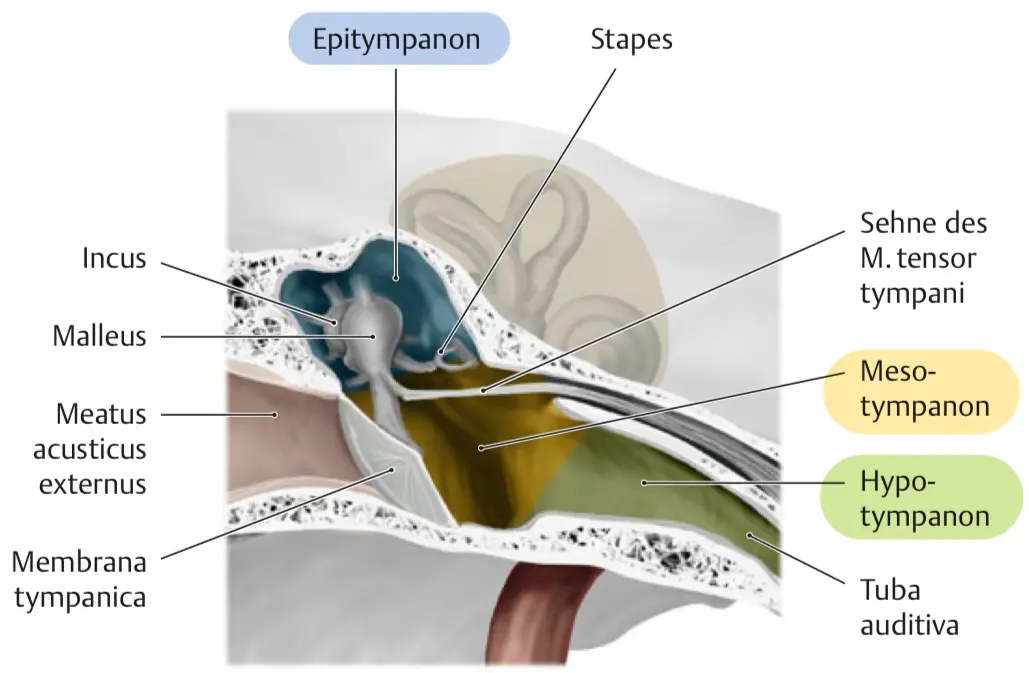 Epitympanon
Stapes
Incus
Malleus
Meatus
acusticus
externus
Membrana
tympanica
Sehne des
M. tensor
tympani
Meso-
tympanon
Hypo-
tympanon
Tuba
auditiva